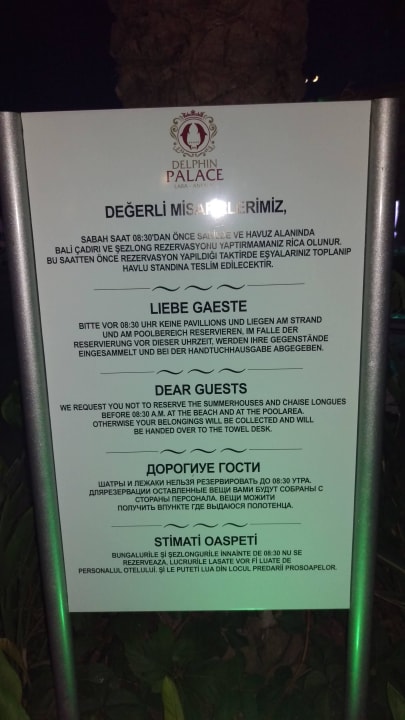 DELPHIN
PALACE
DEĞERLİ
SABAH SAAT 08:30'DAN ÖNCE VE HAVUZ ALANINDA
BALİ ÇADIRI VE ŞEZLONG REZERVASYONU YAPTIRMAMANIZ RİCA OLUNUR.
BU SAATTEN ÖNCE REZERVASYON YAPILDIĞI TAKTİRDE EŞYALARINIZ TOPLANIP
HAVLU STANDINA TESLİM EDİLECEKTİR.
LIEBE GAESTE
BITTE VOR 08:30 UHR KEINE PAVILLIONS UND LIEGEN AM STRAND
UND AM POOLBEREICH RESERVIEREN, IM FALLE DER
RESERVIERUNG VOR DIESER UHRZEIT, WERDEN IHRE GEGENSTÄNDE
EINGESAMMELT UND BEI DER HANDTUCHHAUSGABE ABGEGEBEN.
DEAR GUESTS
WE REQUEST YOU NOT TO RESERVE THE SUMMERHOUSES AND CHAISE LONGUES
BEFORE 08:30 A.M. AT THE BEACH AND AT THE POOLAREA.
OTHERWISE YOUR BELONGINGS WILL BE COLLECTED AND WILL
BE HANDED OVER TO THE TOWEL DESK.
ДОРОГИУЕ ГОСТИ
ШАТРЫ И ЛЕЖАКИ НЕЛЬЗЯ РЕЗЕРВИРОВАТЬ ДО 08:30 УТРА.
ДЛЯРЕЗЕРВАЦИИ ОСТАВЛЕННЫЕ ВЕЩИ ВАМИ БУДУТ СОБРАНЫ С
СТОРАНЫ ПЕРСОНАЛА. ВЕЩИ МОЖИТИ
ПОЛУЧИТЬ ВПУНКТЕ ГДЕ ВЫДАЮСЯ ПОЛОТЕНЦА.
STIMATI OASPETI
BUNGALURILE ŞI ŞEZLONGURILE INNAINTE DE 08:30 NU SE
REZERVEAZA, LUCRURILE LASATE VOR FI LUATE DE
PERSONALUL OTELULUI. ŞI LE PUTETI LUA DIN LOCUL PREDARII PROSOAPELOR.